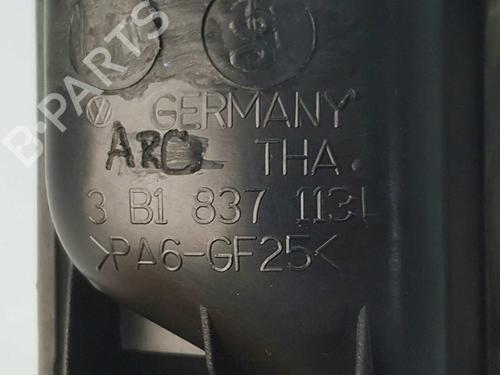 B-PARTS
GERMANY
ARC THA.
3 B1 837 113
>PA6-GF25<